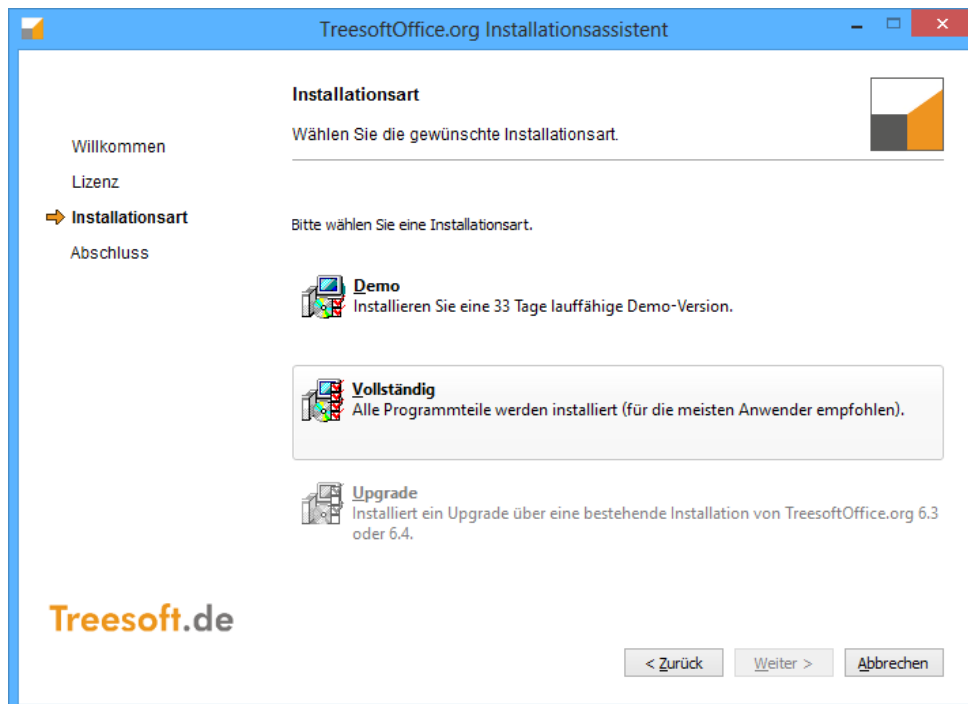 TreesoftOffice.org Installationsassistent
Installationsart
Wählen Sie die gewünschte Installationsart.
Willkommen
Lizenz
Installationsart
Abschluss
Bitte wählen Sie eine Installationsart.
Demo
Installieren Sie eine 33 Tage lauffähige Demo-Version.
Vollständig
Alle Programmteile werden installiert (für die meisten Anwender empfohlen).
Upgrade
Installiert ein Upgrade über eine bestehende Installation von TreesoftOffice.org 6.3
oder 6.4.
Treesoft.de
< Zurück
Weiter >
Abbrechen